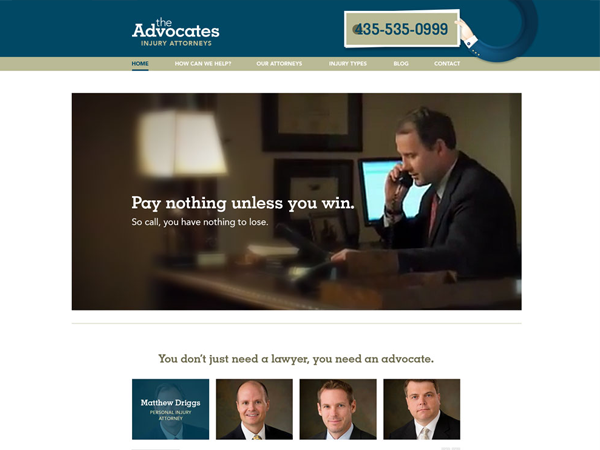 the
Advocates
INJURY ATTORNEYS
435-535-0999
HOME HOW CAN WE HELP? OUR ATTORNEYS INJURY TYPES BLOG CONTACT
Pay nothing unless you win.
So call, you have nothing to lose.
You don't just need a lawyer, you need an advocate.
Matthew Driggs
PERSONAL INJURY
ATTORNEY